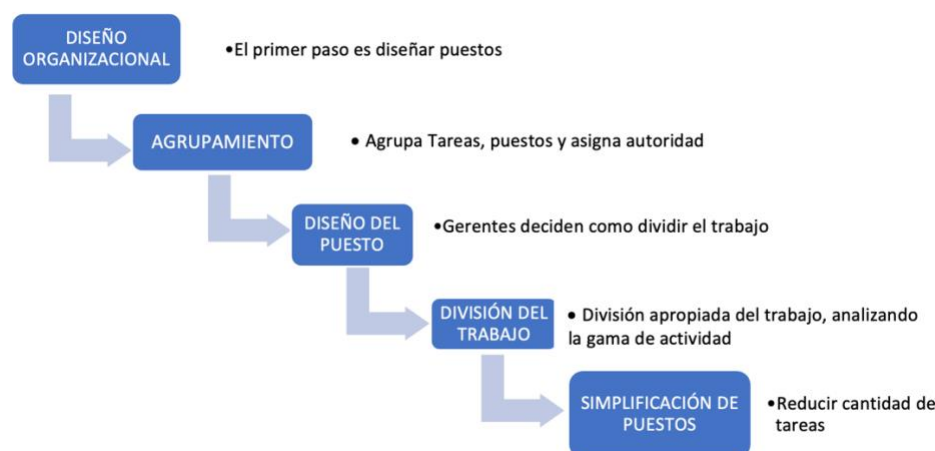 DISEÑO
ORGANIZACIONAL
•El primer paso es diseñar puestos
AGRUPAMIENTO
• Agrupa Tareas, puestos y asigna autoridad
DISEÑO DEL
PUESTO
•Gerentes deciden como dividir el trabajo
DIVISIÓN DEL
TRABAJO
• División apropiada del trabajo, analizando
la gama de actividad
SIMPLIFICACIÓN DE
PUESTOS
•Reducir cantidad de
tareas